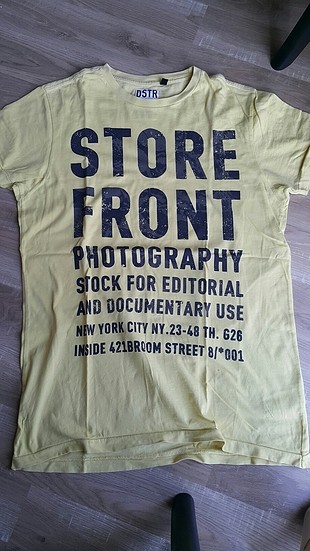 DSTR
STORE
FRONT
PHOTOGRAPHY
STOCK FOR EDITORIAL
AND DOCUMENTARY USE
NEW YORK CITY NY.23-48 TH. G26
INSIDE 421BROOM STREET 8/*001